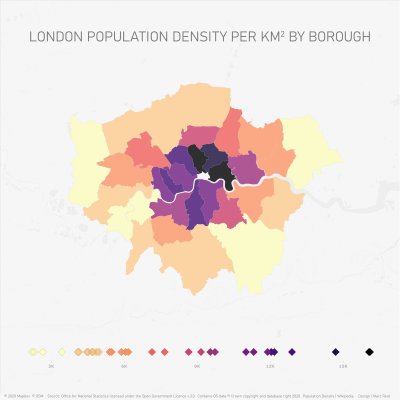 LONDON POPULATION DENSITY PER KM² BY BOROUGH
3K 6K 9K 12K 15K
© 2020 Mapbox © OSM Source: Office for National Statistics licensed under the Open Government Licence v.3.0 Contains OS data © Crown copyright and database right 2020 Population Density | Wikipedia Design |